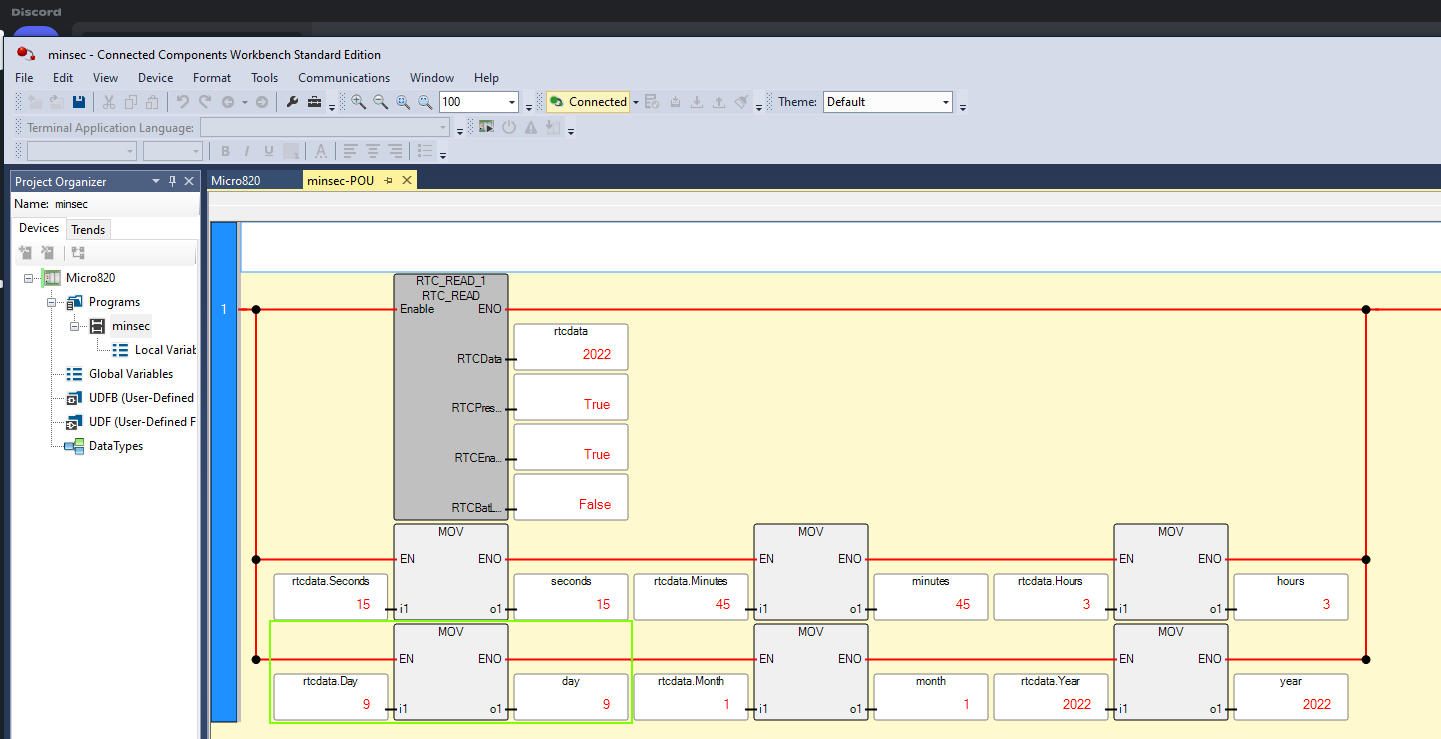 Discord
minsec - Connected Components Workbench Standard Edition
File Edit View Device Format Tools Communications Window Help
100 Connected Theme: Default
Terminal Application Language:
B I U A
Project Organizer
Name: minsec
Devices Trends
Micro820
Programs
minsec
Local Variab
Global Variables
UDFB (User-Defined
UDF (User-Defined F
DataTypes
Micro820 minsec-POU
1
RTC_READ_1
RTC_READ
Enable ENO
rtcdata
RTCData 2022
RTCPres... True
RTCEna... True
RTCBatL... False
MOV MOV MOV
EN ENO EN ENO EN ENO
rtcdata.Seconds seconds rtcdata.Minutes minutes rtcdata.Hours hours
15 i1 o1 15 45 i1 o1 45 3 i1 o1 3
MOV MOV MOV
EN ENO EN ENO EN ENO
rtcdata.Day day rtcdata.Month month rtcdata.Year year
9 i1 o1 9 1 i1 o1 1 2022 i1 o1 2022